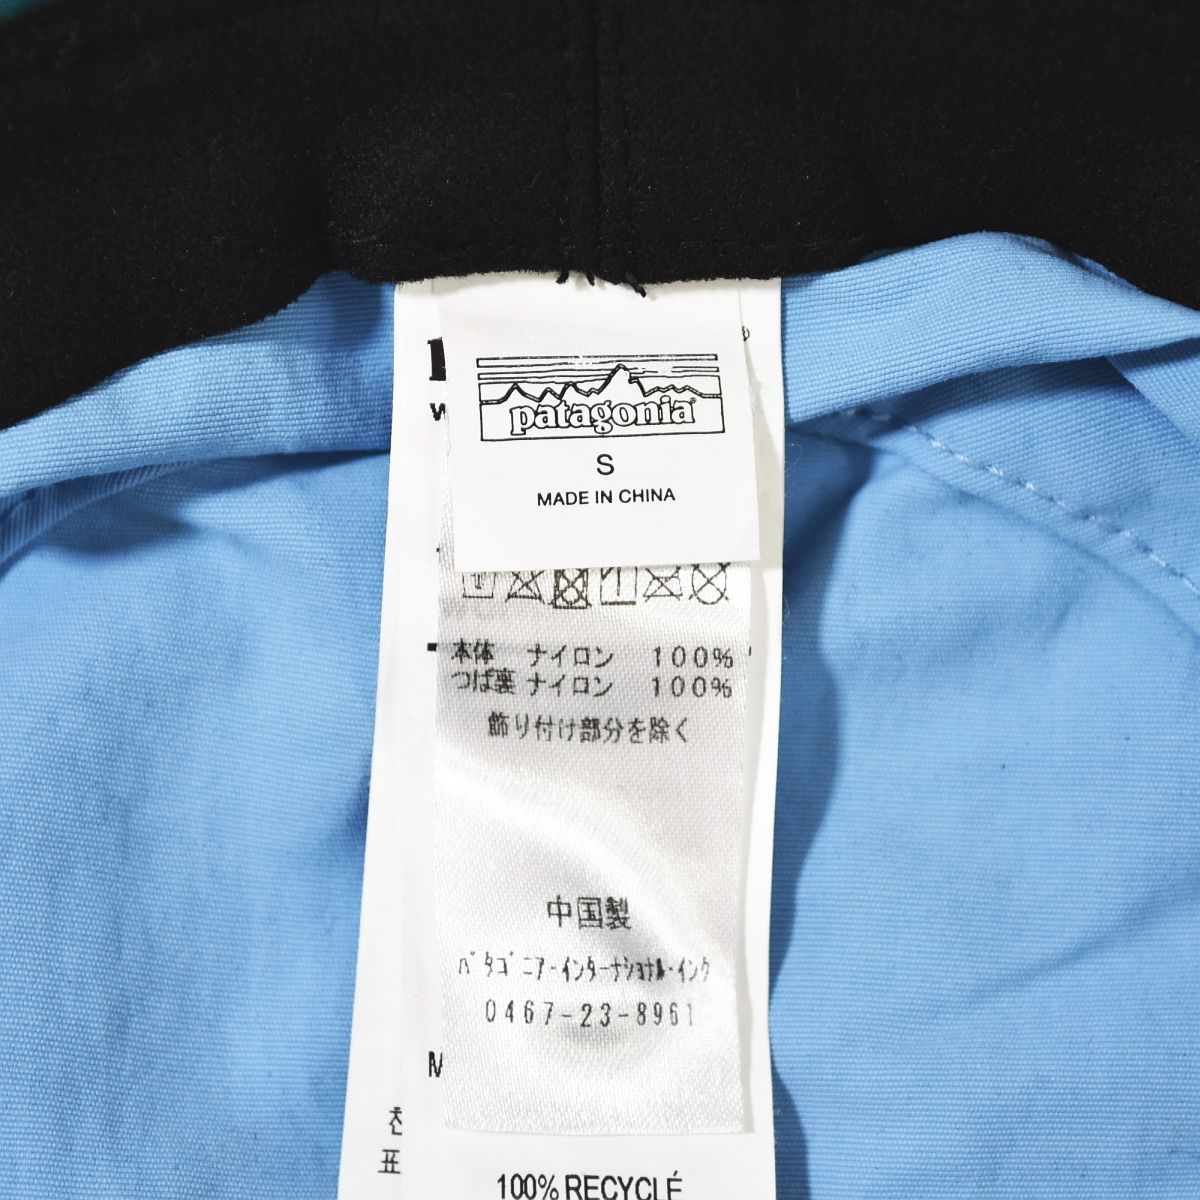 patagonia
S
MADE IN CHINA
本体 ナイロン 100%
つば裏 ナイロン 100%
飾り付け部分を除く
中国製
パタゴニア・インターナショナル・インク
0467-23-8961
M
친
표
100% RECYCLÉ